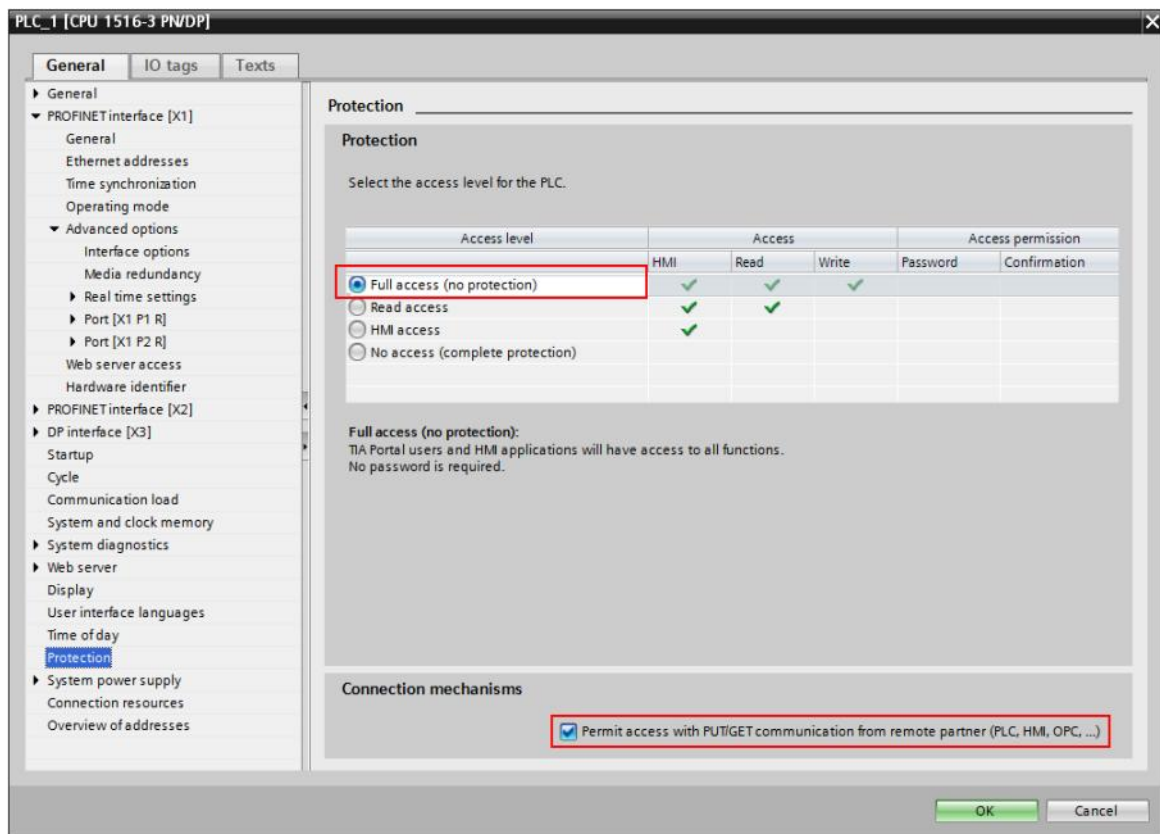 PLC_1 [CPU 1516-3 PN/DP]
General
IO tags
Texts
General
PROFINET interface [X1]
General
Ethernet addresses
Time synchronization
Operating mode
Advanced options
Interface options
Media redundancy
Real time settings
Port [X1 P1 R]
Port [X1 P2 R]
Web server access
Hardware identifier
PROFINET interface [X2]
DP interface [X3]
Startup
Cycle
Communication load
System and clock memory
System diagnostics
Web server
Display
User interface languages
Time of day
Protection
System power supply
Connection resources
Overview of addresses
Protection
Protection
Select the access level for the PLC.
Access level Access Access permission
HMI Read Write Password Confirmation
Full access (no protection)
Read access
HMI access
No access (complete protection)
Full access (no protection):
TIA Portal users and HMI applications will have access to all functions.
No password is required.
Connection mechanisms
Permit access with PUT/GET communication from remote partner (PLC, HMI, OPC, ...)
OK
Cancel